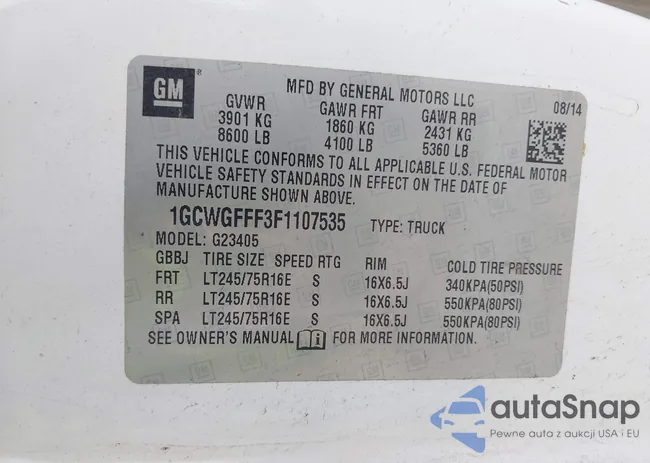 GM ®
MFD BY GENERAL MOTORS LLC
08/14
GVWR GAWR FRT GAWR RR
3901 KG 1860 KG 2431 KG
8600 LB 4100 LB 5360 LB
THIS VEHICLE CONFORMS TO ALL APPLICABLE U.S. FEDERAL MOTOR
VEHICLE SAFETY STANDARDS IN EFFECT ON THE DATE OF
MANUFACTURE SHOWN ABOVE.
1GCWGFFF3F1107535 TYPE: TRUCK
MODEL: G23405
GBBJ TIRE SIZE SPEED RTG RIM COLD TIRE PRESSURE
FRT LT245/75R16E S 16X6.5J 340KPA(50PSI)
RR LT245/75R16E S 16X6.5J 550KPA(80PSI)
SPA LT245/75R16E S 16X6.5J 550KPA(80PSI)
SEE OWNER'S MANUAL FOR MORE INFORMATION.
autaSnap
Pewne auta z aukcji USA i EU